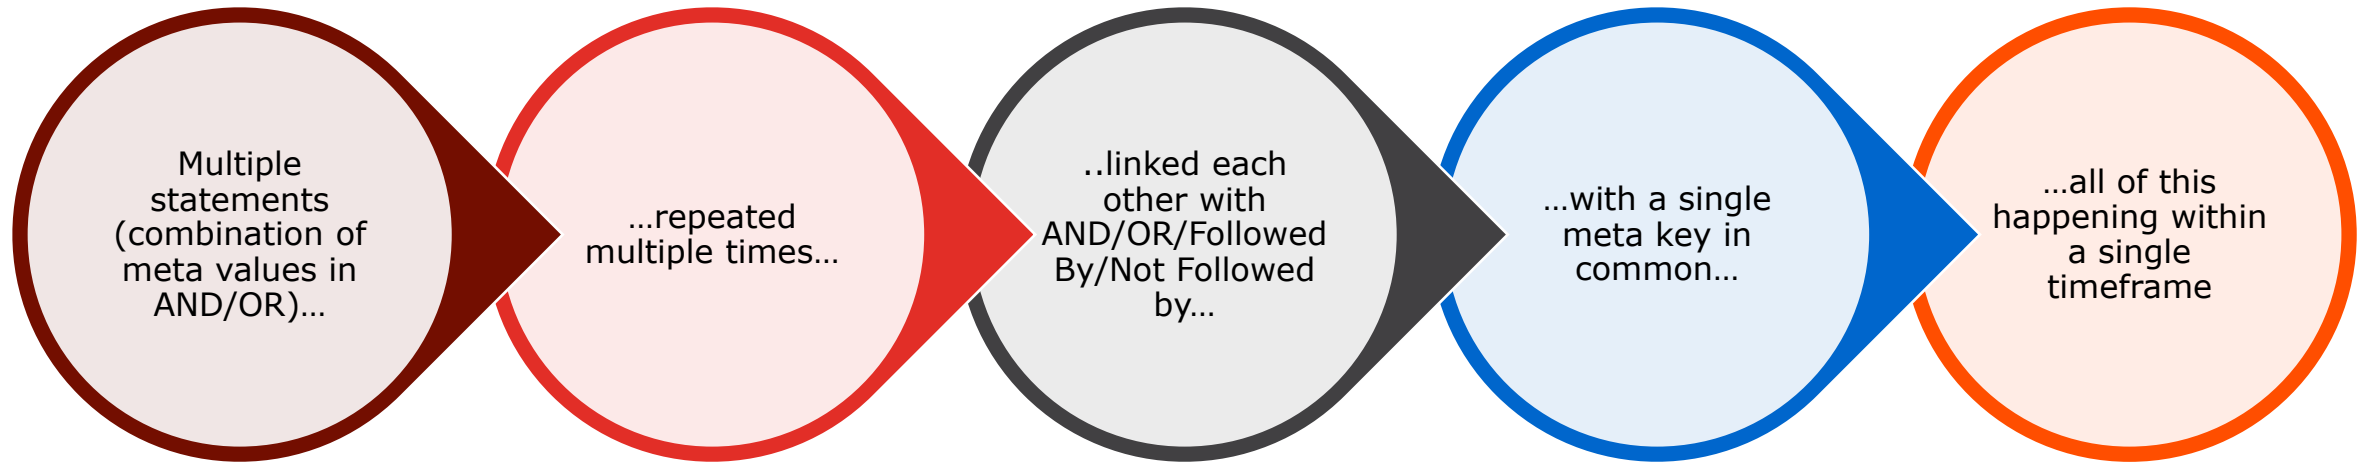 Multiple
statements
(combination of
meta values in
AND/OR)...
...repeated
multiple times...
..linked each
other with
AND/OR/Followed
By/Not Followed
by...
...with a single
meta key in
common...
...all of this
happening within
a single
timeframe